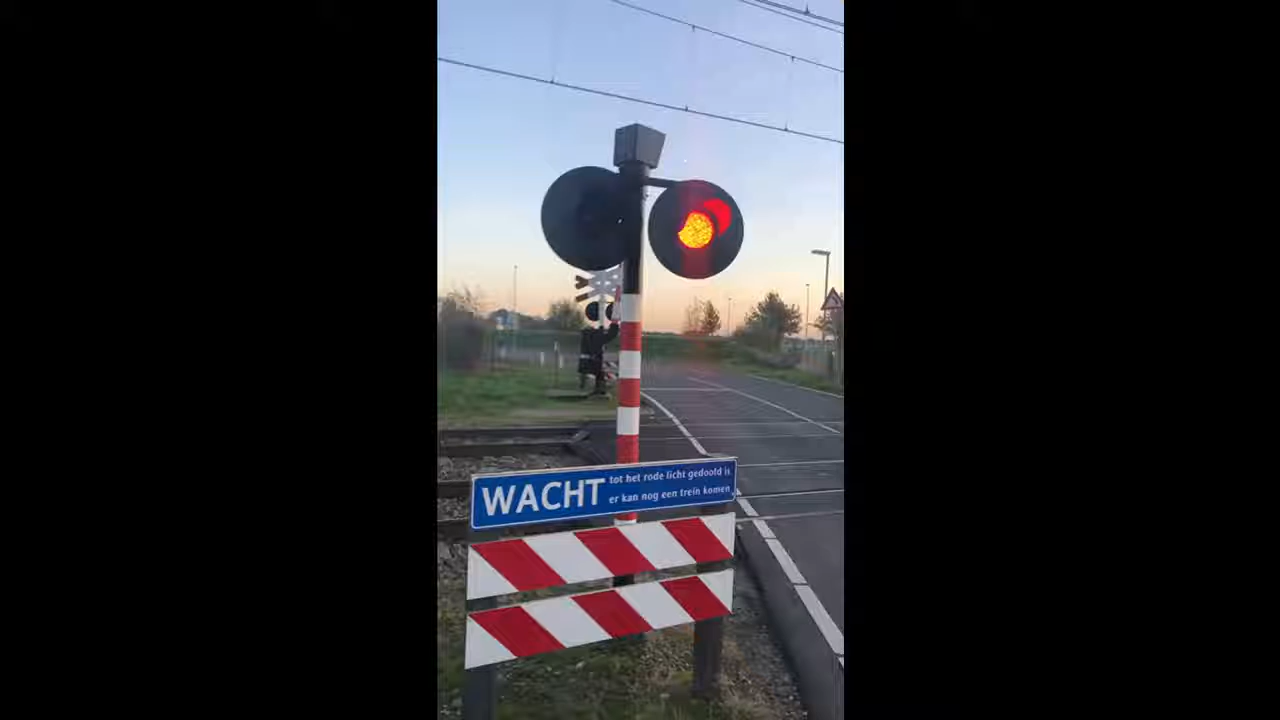 WACHT
tot het rode licht gedoofd is
er kan nog een trein komen